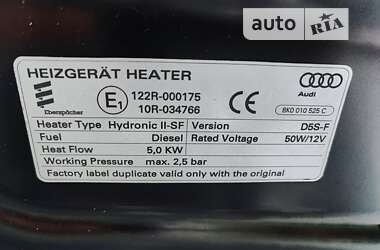 auto RIA
HEIZGERÄT HEATER
Eberspächer
E1
122R-000175
10R-034766
CE
Audi
8K0 010 525 C
Heater Type Hydronic II-SF Version D5S-F
Fuel Diesel Rated Voltage 50W/12V
Heat Flow 5,0 KW
Working Pressure max. 2,5 bar
Factory label duplicate valid only with the original